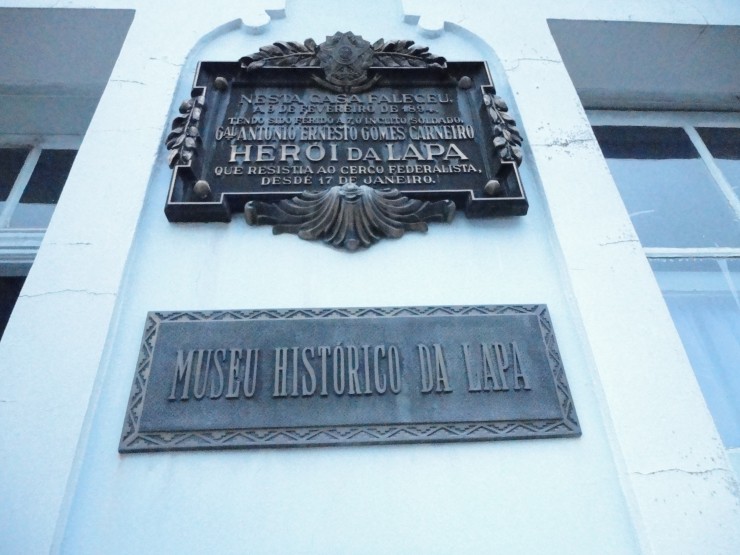 NESTA CASA FALECEU,
A 9 DE FEVEREIRO DE 1894,
TENDO SIDO FERIDO A 7, O INCLITO SOLDADO,
GAL ANTONIO ERNESTO GOMES CARNEIRO
HERÓI DA LAPA
QUE RESISTIA AO CERCO FEDERALISTA,
DESDE 17 DE JANEIRO.
MUSEU HISTÓRICO DA LAPA